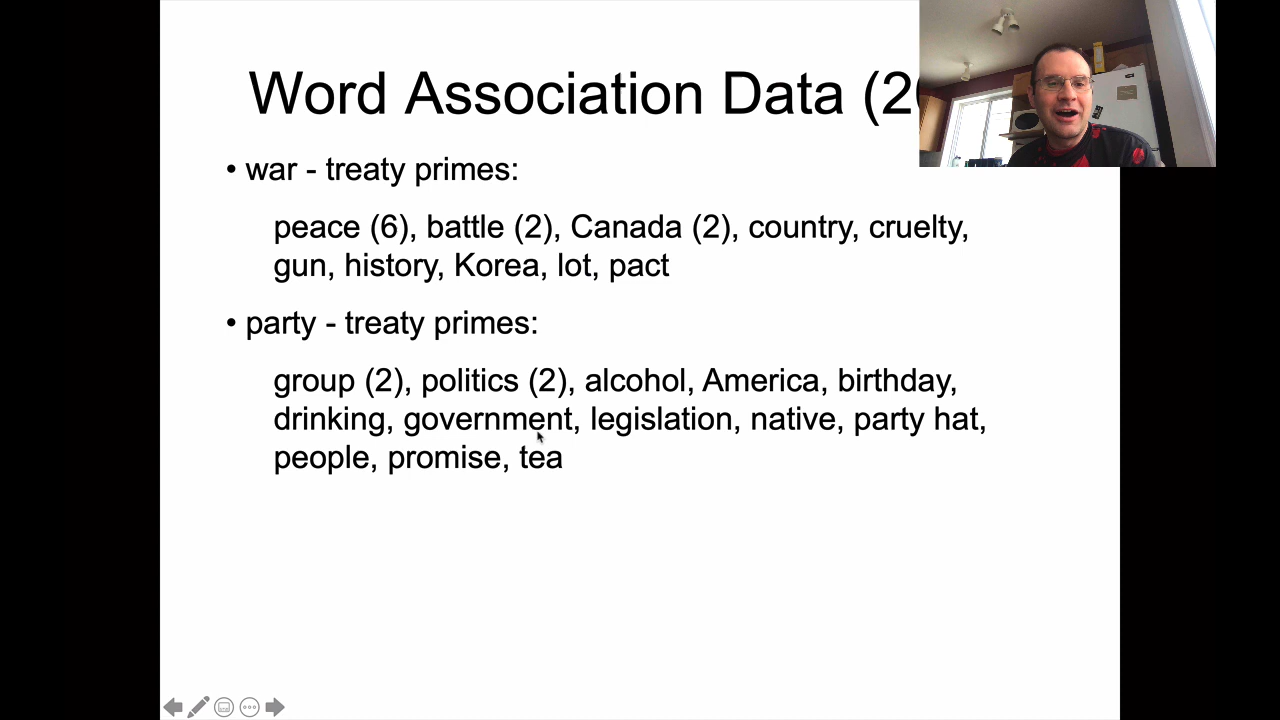 Word Association Data (20
• war - treaty primes:
peace (6), battle (2), Canada (2), country, cruelty,
gun, history, Korea, lot, pact
• party - treaty primes:
group (2), politics (2), alcohol, America, birthday,
drinking, government, legislation, native, party hat,
people, promise, tea